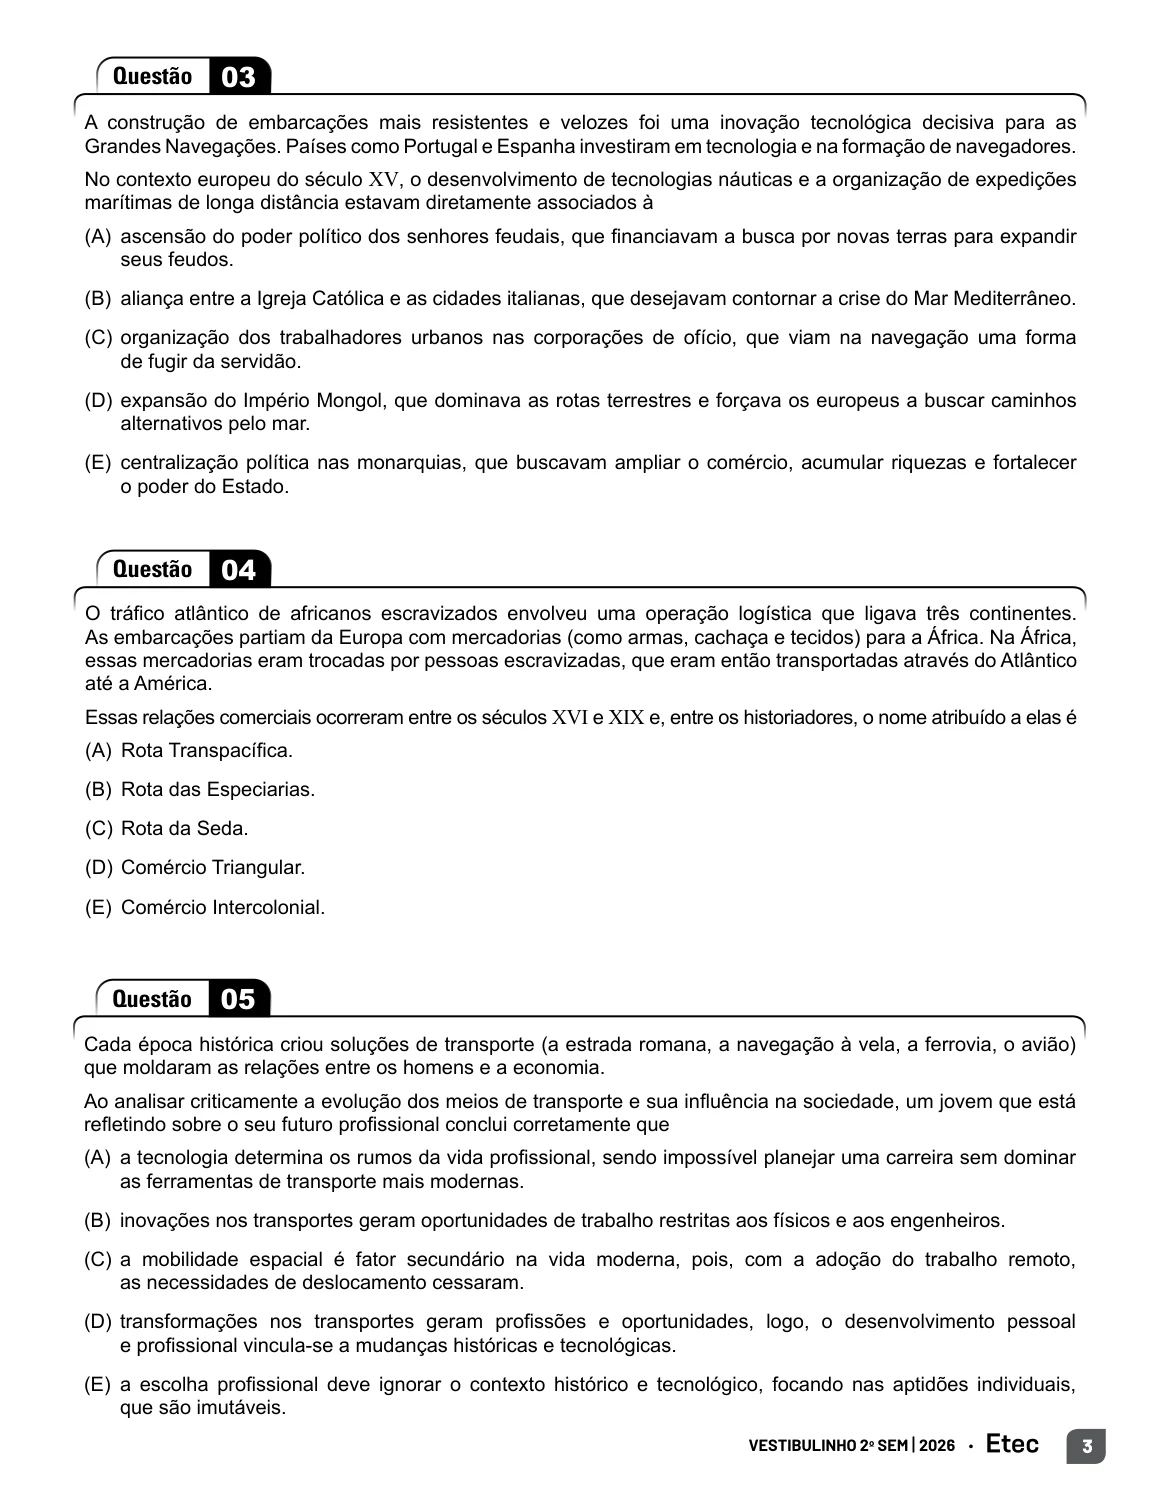 Questão 03
A construção de embarcações mais resistentes e velozes foi uma inovação tecnológica decisiva para as
Grandes Navegações. Países como Portugal e Espanha investiram em tecnologia e na formação de navegadores.
No contexto europeu do século XV, o desenvolvimento de tecnologias náuticas e a organização de expedições
marítimas de longa distância estavam diretamente associados à
(A) ascensão do poder político dos senhores feudais, que financiavam a busca por novas terras para expandir
seus feudos.
(B) aliança entre a Igreja Católica e as cidades italianas, que desejavam contornar a crise do Mar Mediterrâneo.
(C) organização dos trabalhadores urbanos nas corporações de ofício, que viam na navegação uma forma
de fugir da servidão.
(D) expansão do Império Mongol, que dominava as rotas terrestres e forçava os europeus a buscar caminhos
alternativos pelo mar.
(E) centralização política nas monarquias, que buscavam ampliar o comércio, acumular riquezas e fortalecer
o poder do Estado.
Questão 04
O tráfico atlântico de africanos escravizados envolveu uma operação logística que ligava três continentes.
As embarcações partiam da Europa com mercadorias (como armas, cachaça e tecidos) para a África. Na África,
essas mercadorias eram trocadas por pessoas escravizadas, que eram então transportadas através do Atlântico
até a América.
Essas relações comerciais ocorreram entre os séculos XVI e XIX e, entre os historiadores, o nome atribuído a elas é
(A) Rota Transpacífica.
(B) Rota das Especiarias.
(C) Rota da Seda.
(D) Comércio Triangular.
(E) Comércio Intercolonial.
Questão 05
Cada época histórica criou soluções de transporte (a estrada romana, a navegação à vela, a ferrovia, o avião)
que moldaram as relações entre os homens e a economia.
Ao analisar criticamente a evolução dos meios de transporte e sua influência na sociedade, um jovem que está
refletindo sobre o seu futuro profissional conclui corretamente que
(A) a tecnologia determina os rumos da vida profissional, sendo impossível planejar uma carreira sem dominar
as ferramentas de transporte mais modernas.
(B) inovações nos transportes geram oportunidades de trabalho restritas aos físicos e aos engenheiros.
(C) a mobilidade espacial é fator secundário na vida moderna, pois, com a adoção do trabalho remoto,
as necessidades de deslocamento cessaram.
(D) transformações nos transportes geram profissões e oportunidades, logo, o desenvolvimento pessoal
e profissional vincula-se a mudanças históricas e tecnológicas.
(E) a escolha profissional deve ignorar o contexto histórico e tecnológico, focando nas aptidões individuais,
que são imutáveis.
VESTIBULINHO 2º SEM | 2026 • Etec 3